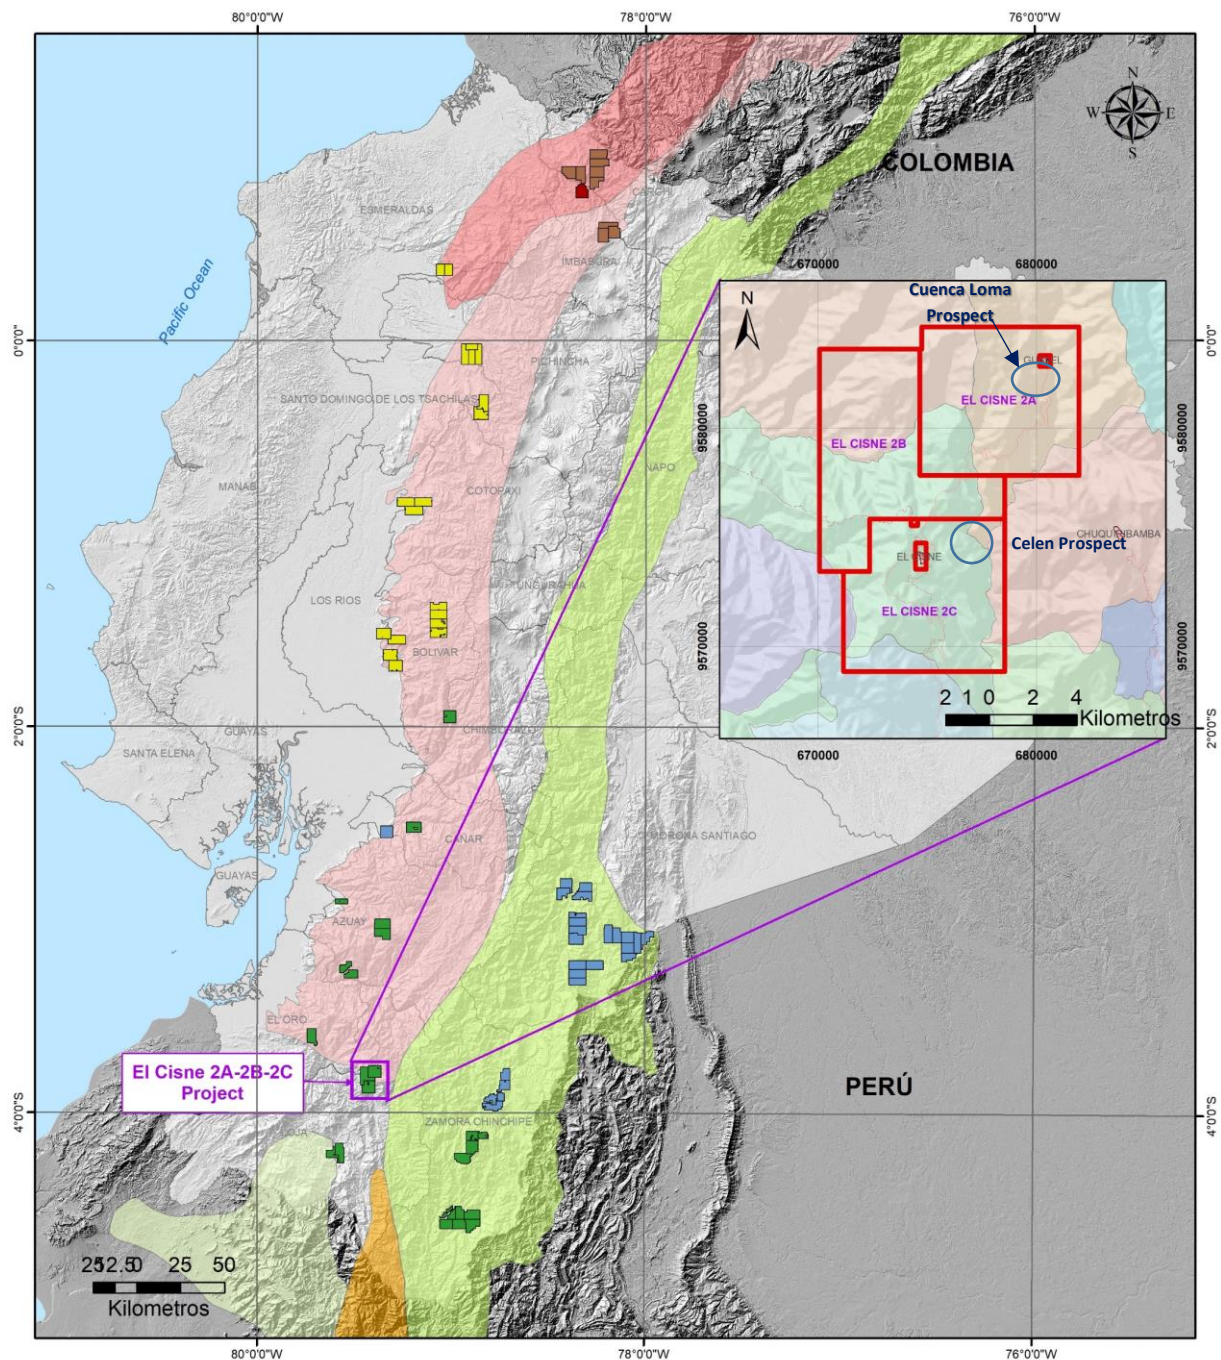 80°0'0"W
78°0'0"W
76°0'0"W
N
W
E
S
COLOMBIA
ESMERALDAS
IMBABURA
Pacific Ocean
0°0'0"
0°0'0"
PICHINCHA
SANTO DOMINGO DE LOS TSACHILAS
NAPO
MANABI
COTOPAXI
TUNGURAHUA
LOS RIOS
BOLIVAR
2°0'0"S
2°0'0"S
GUAYAS
CHIMBORAZO
SANTA ELENA
MORONA SANTIAGO
CAÑAR
GUAYAS
AZUAY
EL ORO
El Cisne 2A-2B-2C
Project
PERÚ
4°0'0"S
4°0'0"S
ZAMORA CHINCHIPE
2512.50 25 50
Kilometros
80°0'0"W
78°0'0"W
76°0'0"W
670000
680000
N
Cuenca Loma
Prospect
EL CISNE 2A
9580000
9580000
EL CISNE 2B
CHUQUIRIBAMBA
Celen Prospect
EL CISNE
EL CISNE 2C
9570000
9570000
2 1 0 2 4
Kilometros
670000
680000